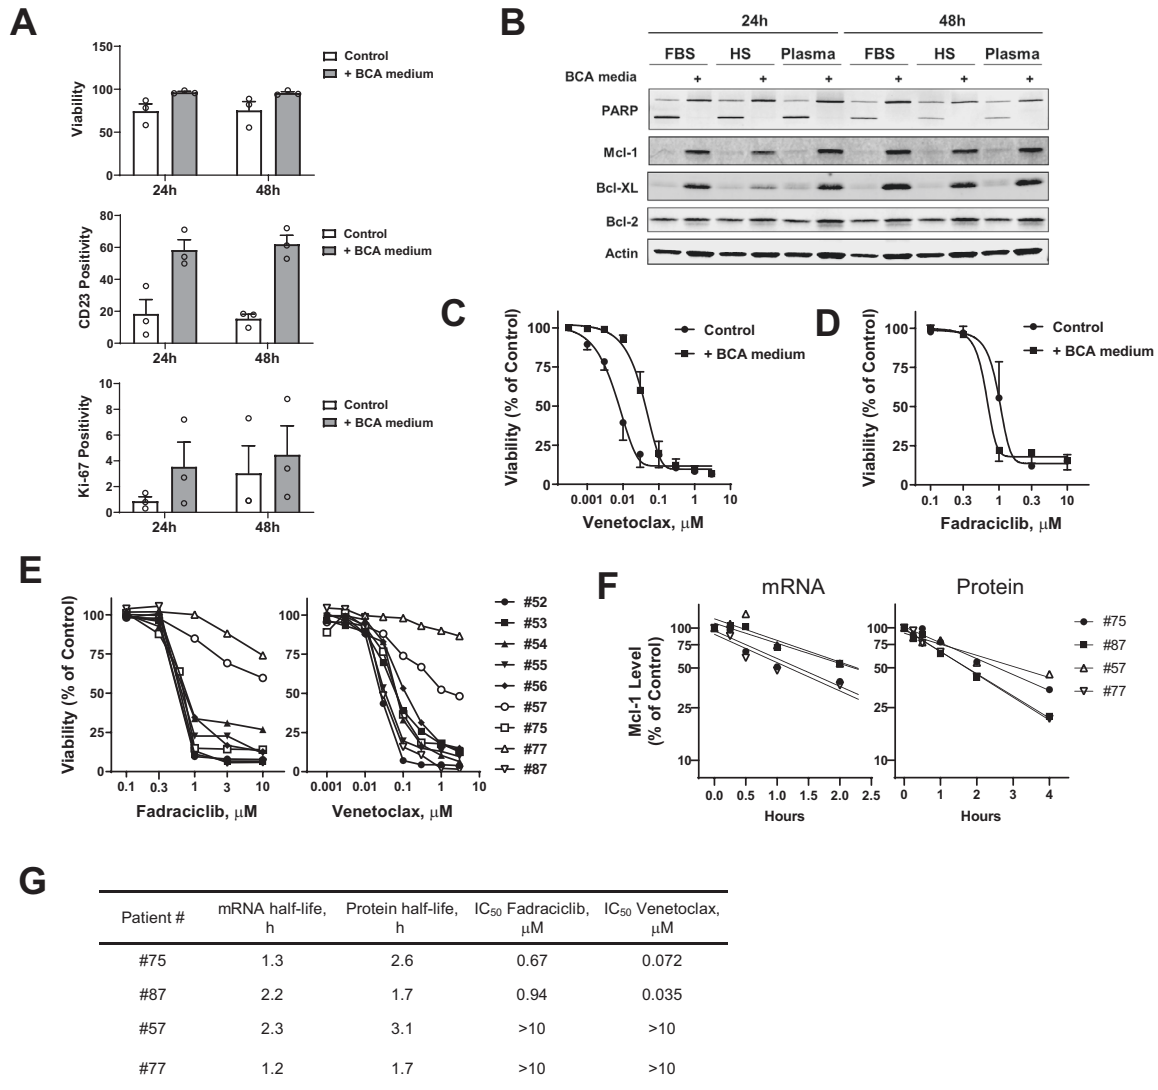 A
150
100
50
0
Viability
24h
48h
Control
+ BCA medium
80
60
40
20
0
CD23 Positivity
24h
48h
Control
+ BCA medium
10
8
6
4
2
0
Ki-67 Positivity
24h
48h
Control
+ BCA medium
B
24h
48h
FBS HS Plasma FBS HS Plasma
BCA media + + + + + +
PARP
Mcl-1
Bcl-XL
Bcl-2
Actin
C
100
75
50
25
0
Viability (% of Control)
0.001 0.01 0.1 1 10
Venetoclax, μM
Control
+ BCA medium
D
100
75
50
25
0
Viability (% of Control)
0.1 0.3 1 0.3 10
Fadraciclib, μM
Control
+ BCA medium
E
100
75
50
25
0
Viability (% of Control)
0.1 0.3 1 3 10
Fadraciclib, μM
100
75
50
25
0
0.001 0.01 0.1 1 10
Venetoclax, μM
#52
#53
#54
#55
#56
#57
#75
#77
#87
F
mRNA
100
75
50
25
10
Mcl-1 Level
(% of Control)
0.0 0.5 1.0 1.5 2.0 2.5
Hours
Protein
100
75
50
25
10
0 1 2 3 4
Hours
#75
#87
#57
#77
G
Patient # mRNA half-life, h Protein half-life, h IC50 Fadraciclib, μM IC50 Venetoclax, μM
#75 1.3 2.6 0.67 0.072
#87 2.2 1.7 0.94 0.035
#57 2.3 3.1 >10 >10
#77 1.2 1.7 >10 >10